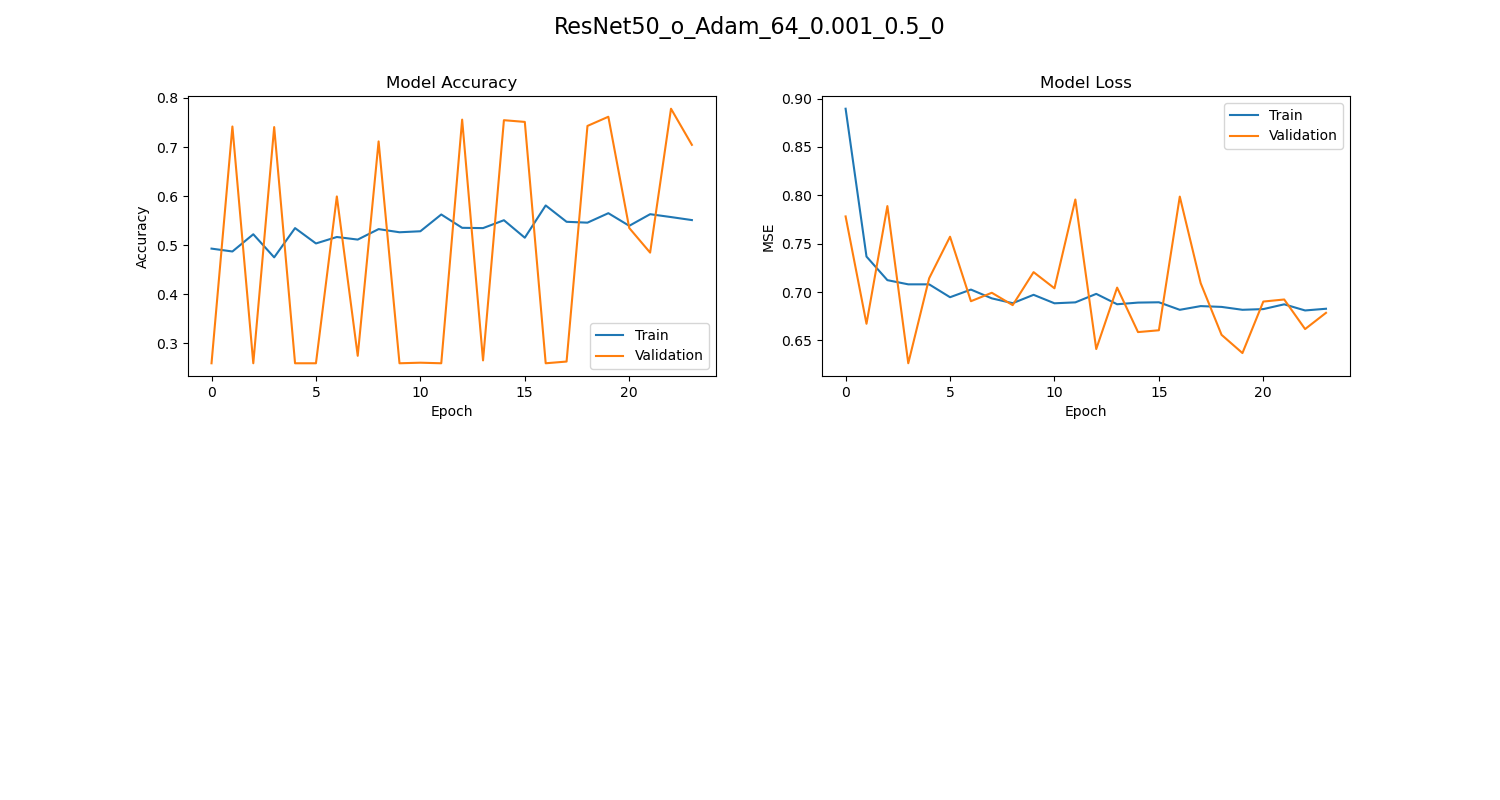 ResNet50_o_Adam_64_0.001_0.5_0
Model Accuracy
Accuracy
0.8
0.7
0.6
0.5
0.4
0.3
Train
Validation
0 5 10 15 20
Epoch
Model Loss
MSE
0.90
0.85
0.80
0.75
0.70
0.65
Train
Validation
0 5 10 15 20
Epoch